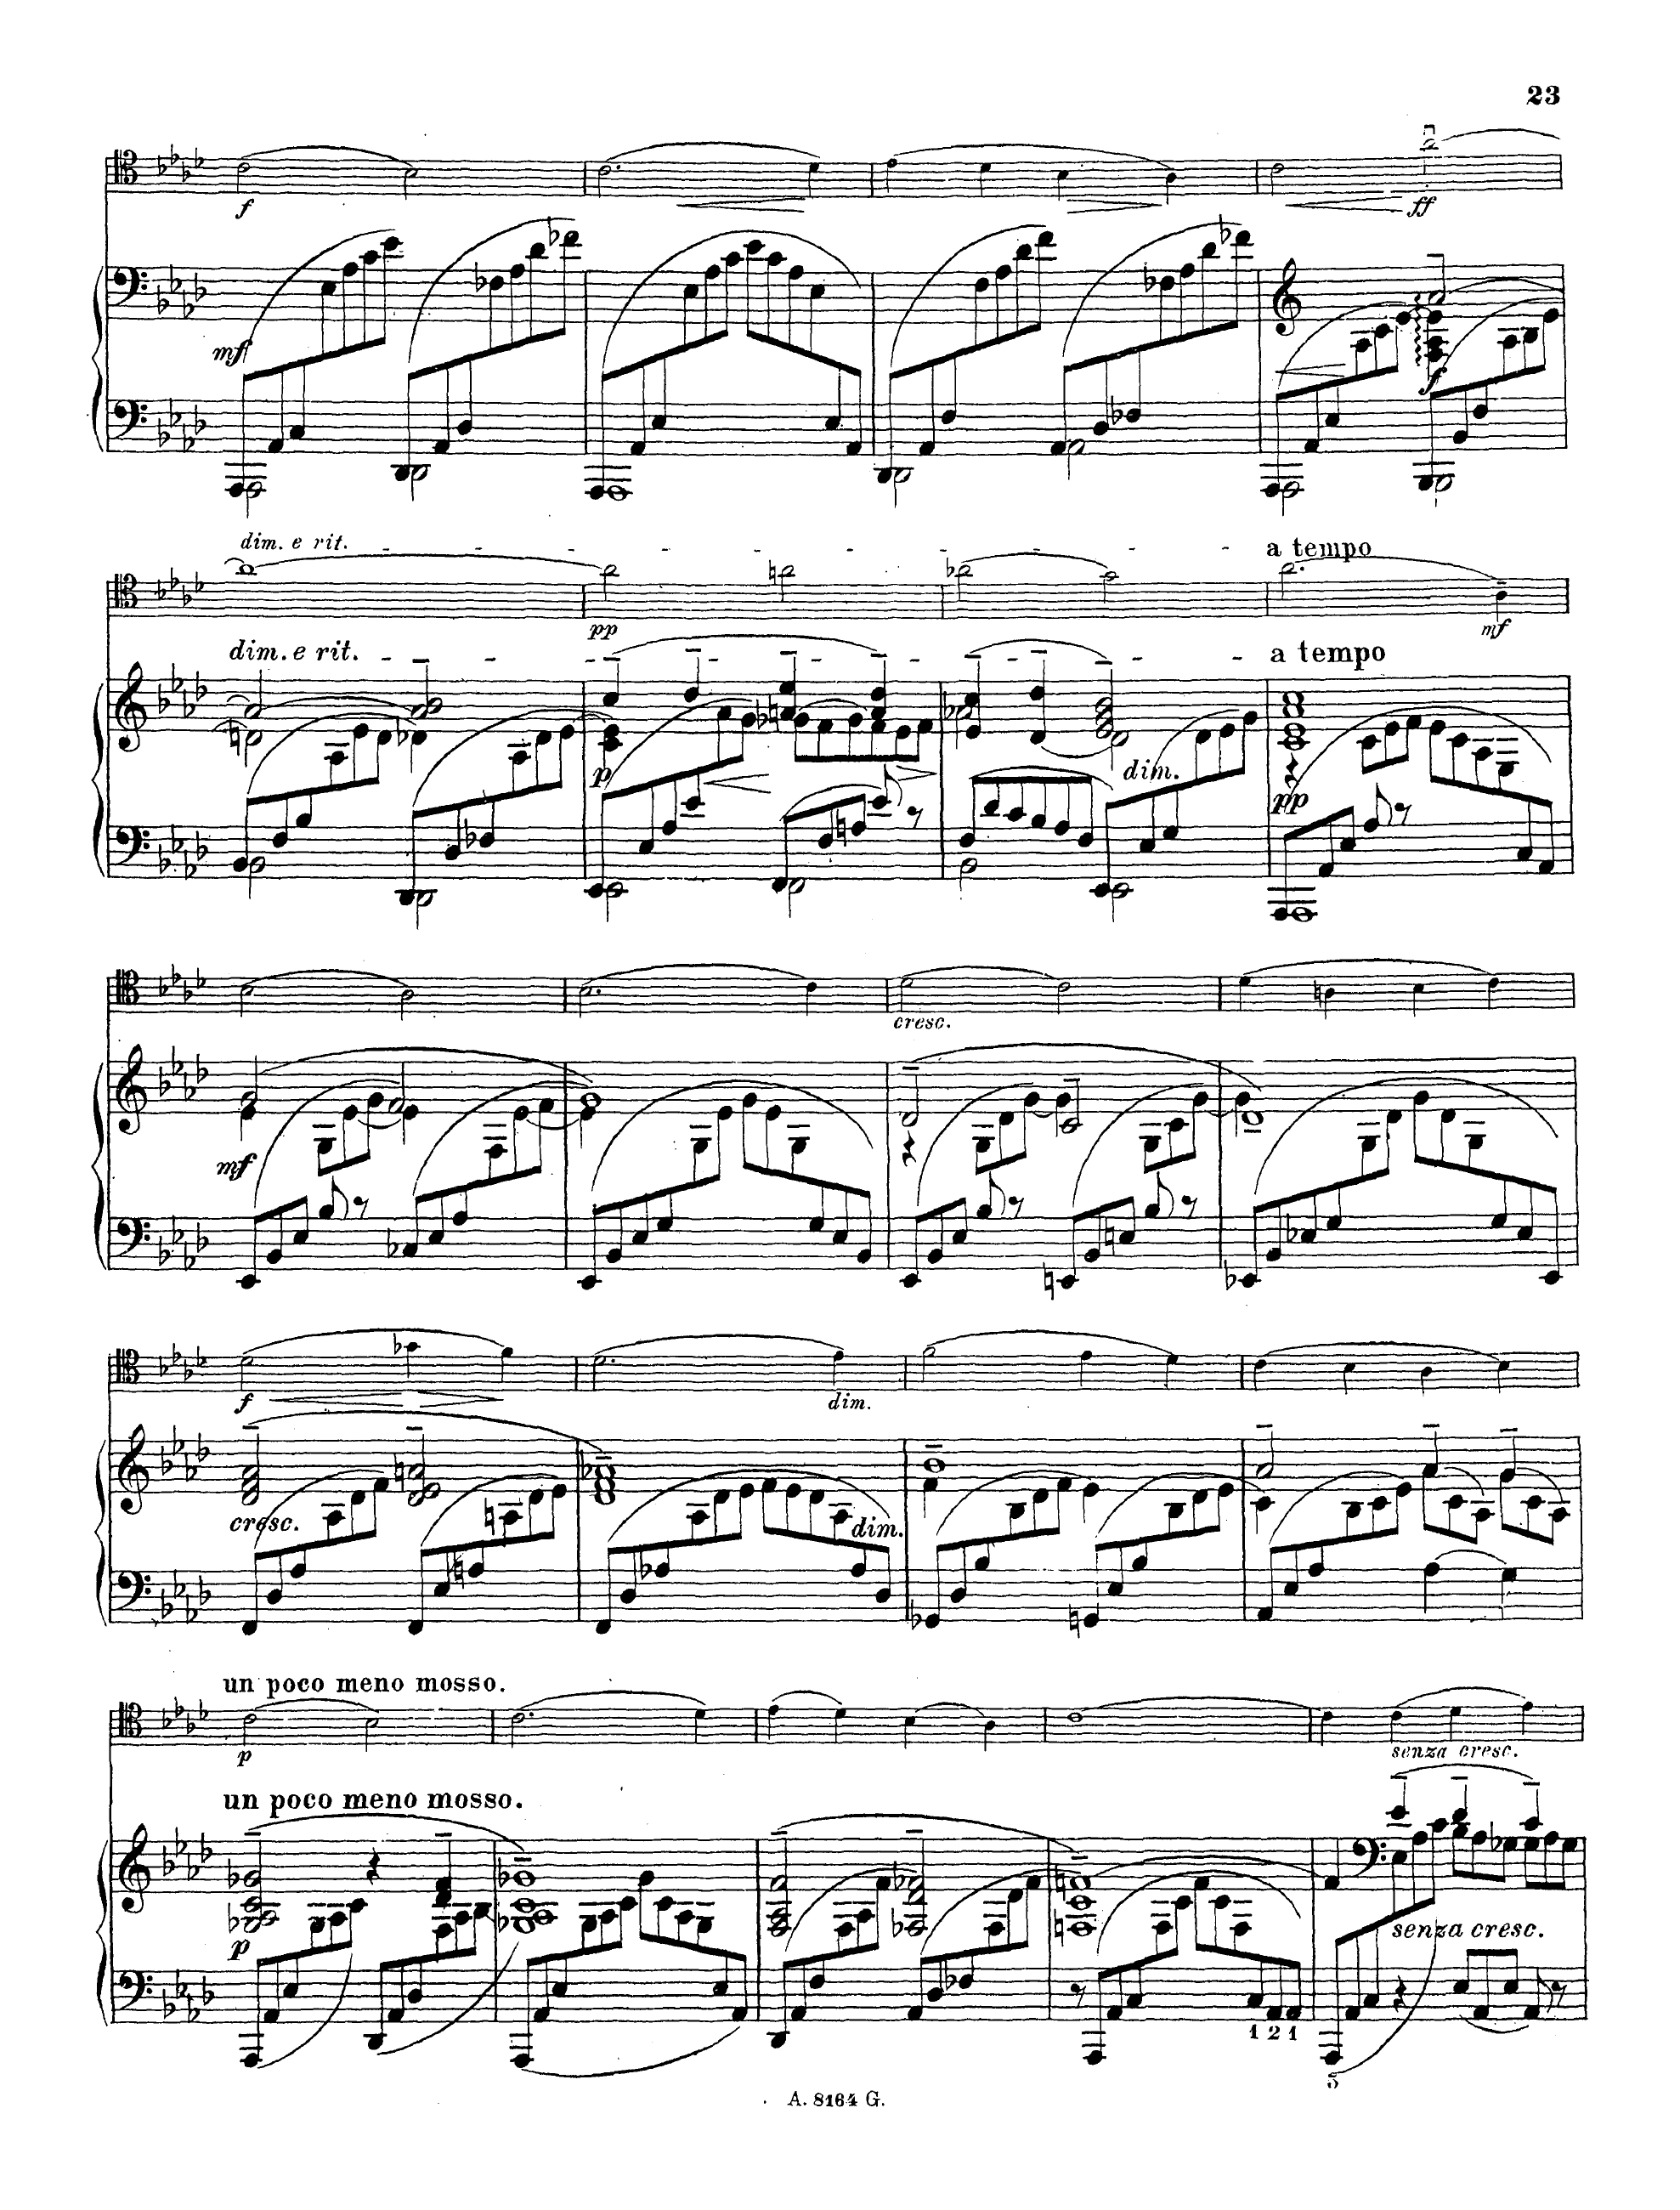 23
f
ff
mf
f
dim. e rit.
a tempo
pp
mf
dim. e rit.
a tempo
p
dim.
pp
cresc.
mf
f
dim.
cresc.
dim.
un poco meno mosso.
p
senza cresc.
un poco meno mosso.
p
senza cresc.
1 2 1
5
A. 8164 G.